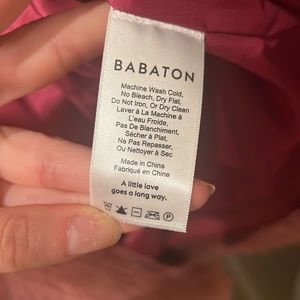 BABATON
Machine Wash Cold,
No Bleach, Dry Flat,
Do Not Iron, Or Dry Clean
Laver à La Machine à
L'eau Froide,
Pas De Blanchiment,
Sécher à Plat,
Ne Pas Repasser,
Ou Nettoyer à Sec
Made in China
Fabriqué en Chine
A little love
goes a long way.
P